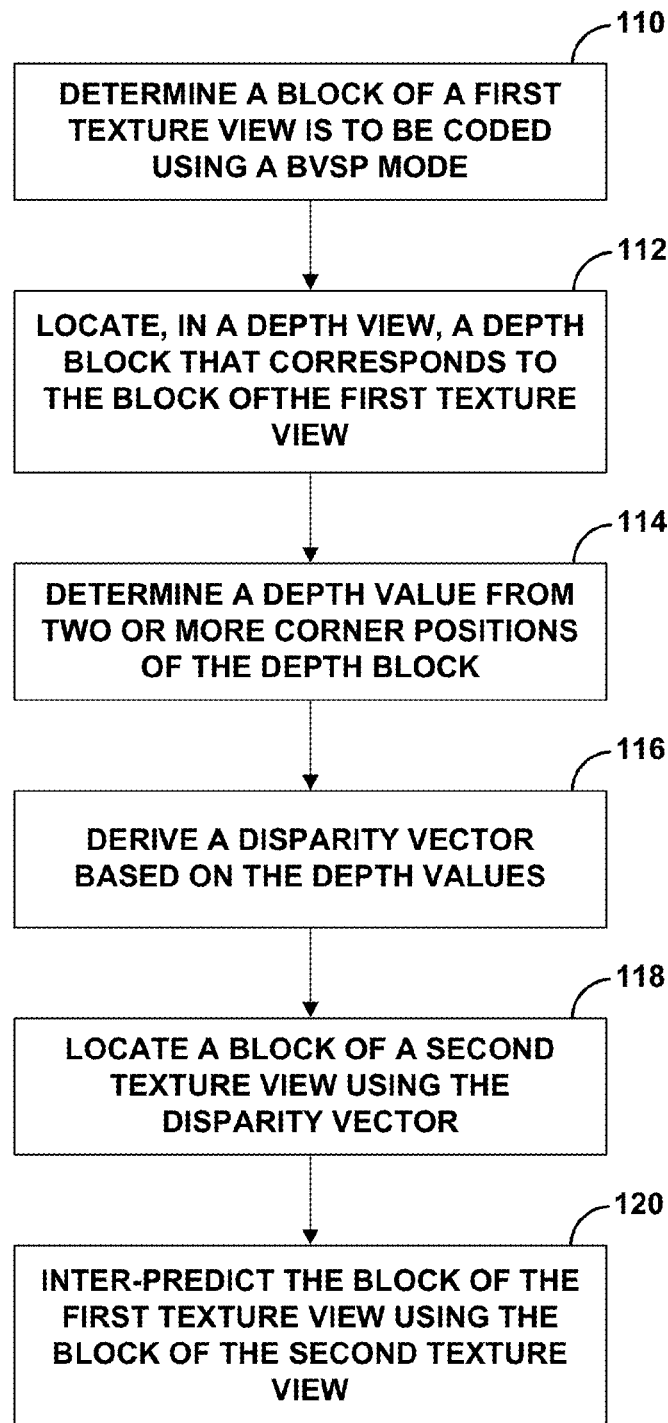 110
DETERMINE A BLOCK OF A FIRST
TEXTURE VIEW IS TO BE CODED
USING A BVSP MODE
112
LOCATE, IN A DEPTH VIEW, A DEPTH
BLOCK THAT CORRESPONDS TO
THE BLOCK OFTHE FIRST TEXTURE
VIEW
114
DETERMINE A DEPTH VALUE FROM
TWO OR MORE CORNER POSITIONS
OF THE DEPTH BLOCK
116
DERIVE A DISPARITY VECTOR
BASED ON THE DEPTH VALUES
118
LOCATE A BLOCK OF A SECOND
TEXTURE VIEW USING THE
DISPARITY VECTOR
120
INTER-PREDICT THE BLOCK OF THE
FIRST TEXTURE VIEW USING THE
BLOCK OF THE SECOND TEXTURE
VIEW